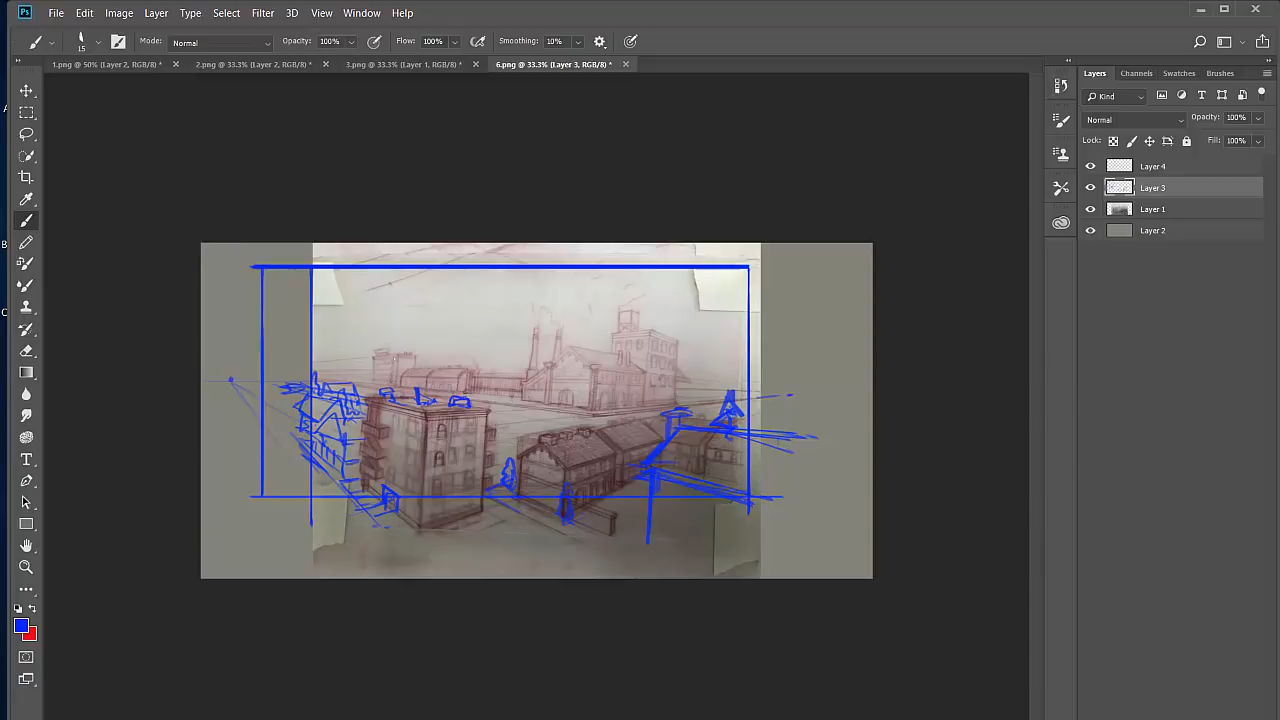 Ps File Edit Image Layer Type Select Filter 3D View Window Help
15 Mode: Normal Opacity: 100% Flow: 100% Smoothing: 10%
1.png @ 50% (Layer 2, RGB/8) * 2.png @ 33.3% (Layer 2, RGB/8) * 3.png @ 33.3% (Layer 1, RGB/8) * 6.png @ 33.3% (Layer 3, RGB/8) *
Layers Channels Swatches Brushes
Kind
Normal Opacity: 100%
Lock: Fill: 100%
Layer 4
Layer 3
Layer 1
Layer 2